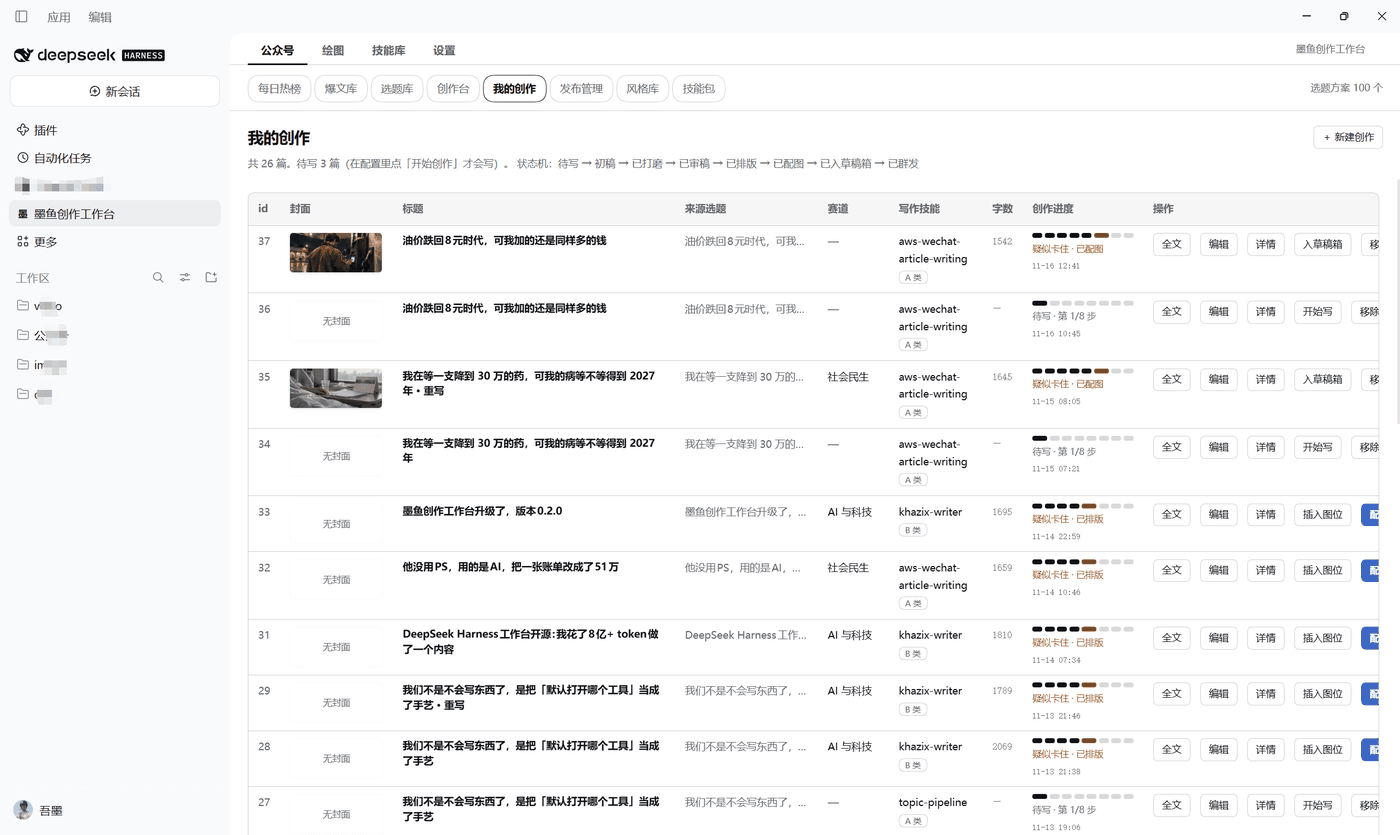 应用 编辑
deepseek HARNESS
新会话
插件
自动化任务
墨鱼创作工作台
更多
工作区
吾墨
公众号 绘图 技能库 设置
墨鱼创作工作台
每日热榜 爆文库 选题库 创作台 我的创作 发布管理 风格库 技能包
选题方案 100 个
我的创作
+ 新建创作
共 26 篇。待写 3 篇（在配置里点「开始创作」才会写）。 状态机：待写 → 初稿 → 已打磨 → 已审稿 → 已排版 → 已配图 → 已入草稿箱 → 已群发
id 封面 标题 来源选题 赛道 写作技能 字数 创作进度 操作
37 油价跌回8元时代，可我加的还是同样多的钱 油价跌回8元时代，可我... — aws-wechat-article-writing A 类 1542 疑似卡住 · 已配图 11-16 12:41 全文 编辑 详情 入草稿箱 移
36 无封面 油价跌回8元时代，可我加的还是同样多的钱 油价跌回8元时代，可我... — aws-wechat-article-writing A 类 — 待写 · 第 1/8 步 11-16 10:45 全文 编辑 详情 开始写 移除
35 我在等一支降到 30 万的药，可我的病等不等得到 2027 年 · 重写 我在等一支降到 30 万的... 社会民生 aws-wechat-article-writing A 类 1645 疑似卡住 · 已配图 11-15 08:05 全文 编辑 详情 入草稿箱 移
34 无封面 我在等一支降到 30 万的药，可我的病等不等得到 2027 年 我在等一支降到 30 万的... — aws-wechat-article-writing A 类 — 待写 · 第 1/8 步 11-15 07:21 全文 编辑 详情 开始写 移除
33 无封面 墨鱼创作工作台升级了，版本0.2.0 墨鱼创作工作台升级了，... AI 与科技 khazix-writer B 类 1695 疑似卡住 · 已排版 11-14 22:59 全文 编辑 详情 插入图位 配
32 无封面 他没用PS，用的是AI，把一张账单改成了51万 他没用PS，用的是AI，... 社会民生 aws-wechat-article-writing A 类 1659 疑似卡住 · 已排版 11-14 10:46 全文 编辑 详情 插入图位 配
31 无封面 DeepSeek Harness工作台开源:我花了8亿+ token做了一个内容 DeepSeek Harness工作... AI 与科技 khazix-writer B 类 1810 疑似卡住 · 已排版 11-14 07:34 全文 编辑 详情 插入图位 配
29 无封面 我们不是不会写东西了，是把「默认打开哪个工具」当成了手艺 · 重写 我们不是不会写东西了，... AI 与科技 khazix-writer B 类 1789 疑似卡住 · 已排版 11-13 21:46 全文 编辑 详情 插入图位 配
28 无封面 我们不是不会写东西了，是把「默认打开哪个工具」当成了手艺 我们不是不会写东西了，... AI 与科技 khazix-writer B 类 2069 疑似卡住 · 已排版 11-13 21:38 全文 编辑 详情 插入图位 配
27 无封面 我们不是不会写东西了，是把「默认打开哪个工具」当成了手艺 我们不是不会写东西了，... — topic-pipeline A 类 — 待写 · 第 1/8 步 11-13 19:06 全文 编辑 详情 开始写 移除